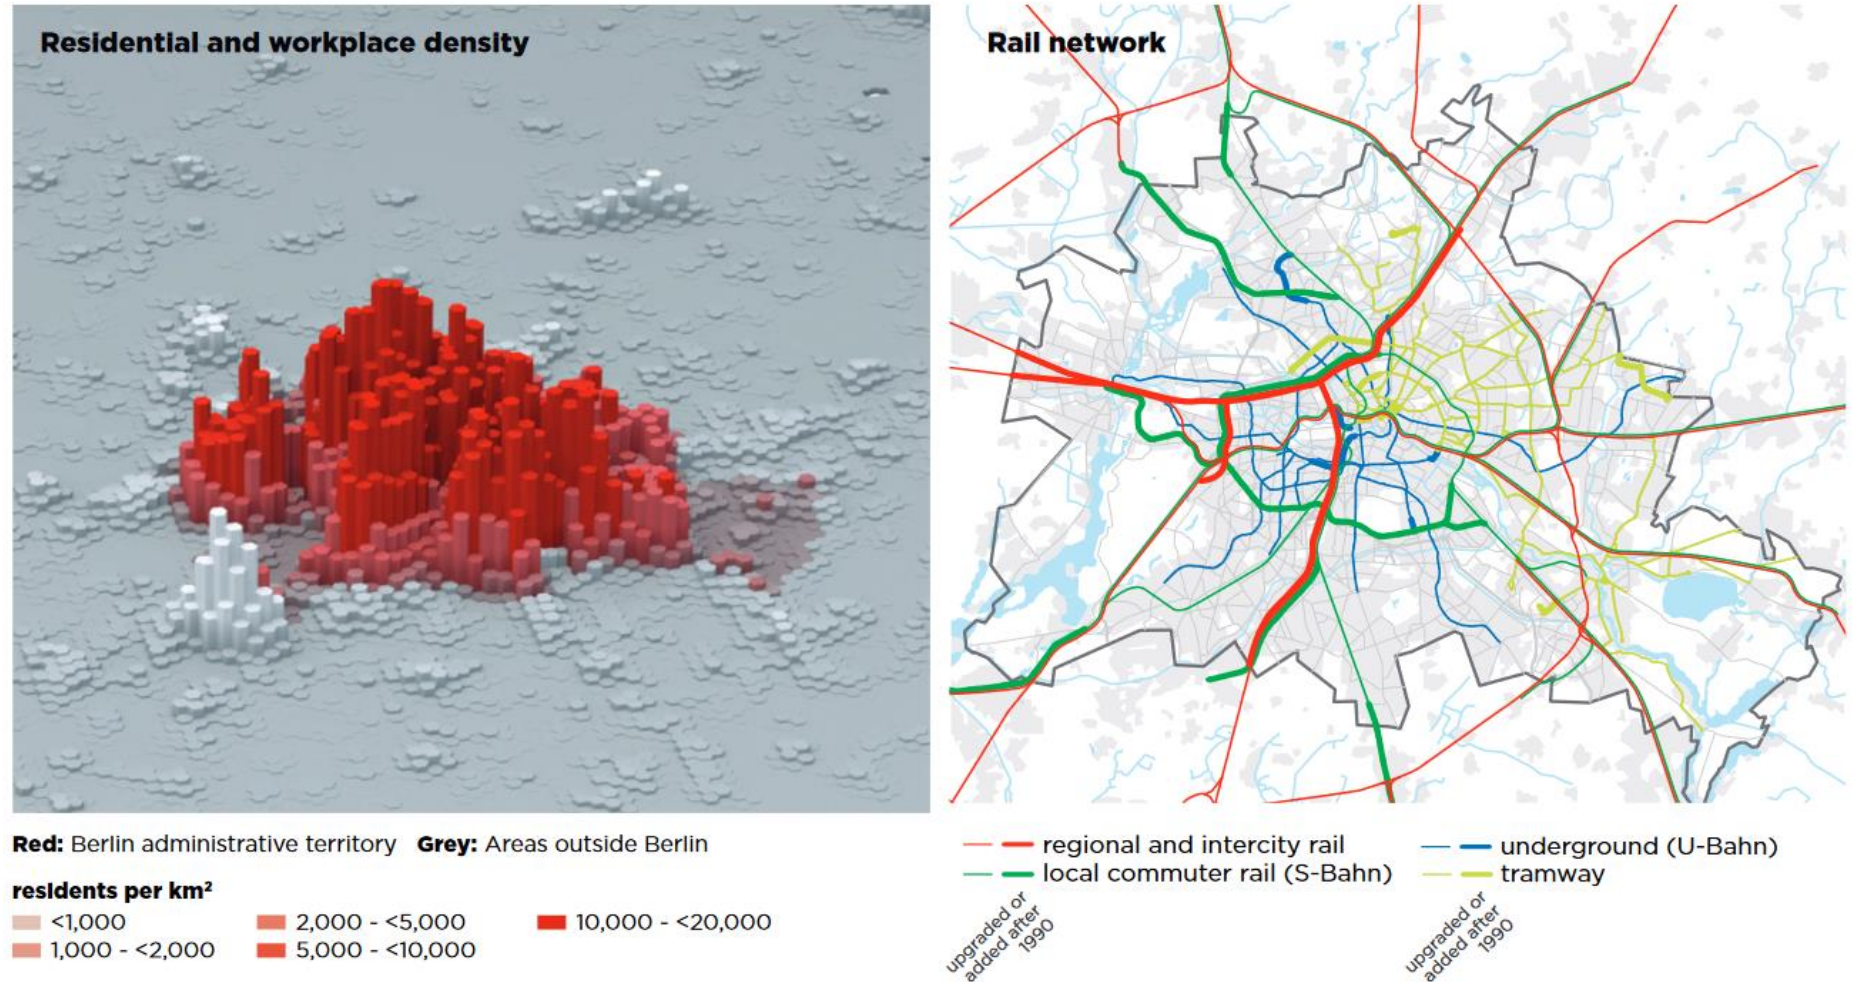 Residential and workplace density
Rail network
Red: Berlin administrative territory Grey: Areas outside Berlin
residents per km²
<1,000
2,000 - <5,000
10,000 - <20,000
1,000 - <2,000
5,000 - <10,000
regional and intercity rail
local commuter rail (S-Bahn)
underground (U-Bahn)
tramway
upgraded or
added after
1990
upgraded or
added after
1990